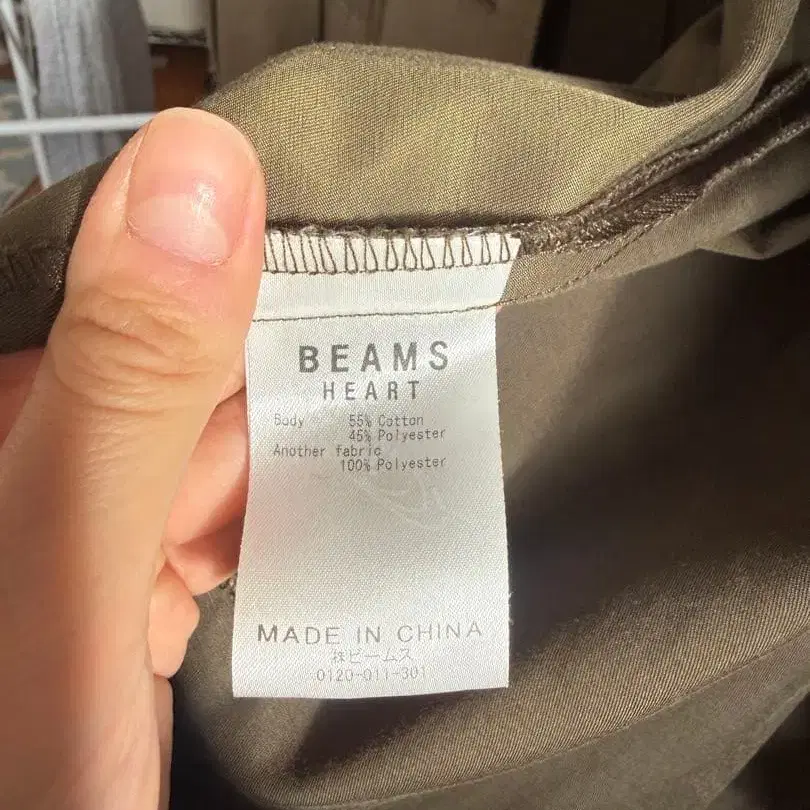 BEAMS
HEART
Body 55% Cotton
45% Polyester
Another fabric
100% Polyester
MADE IN CHINA
㈱ビームス
0120-011-301